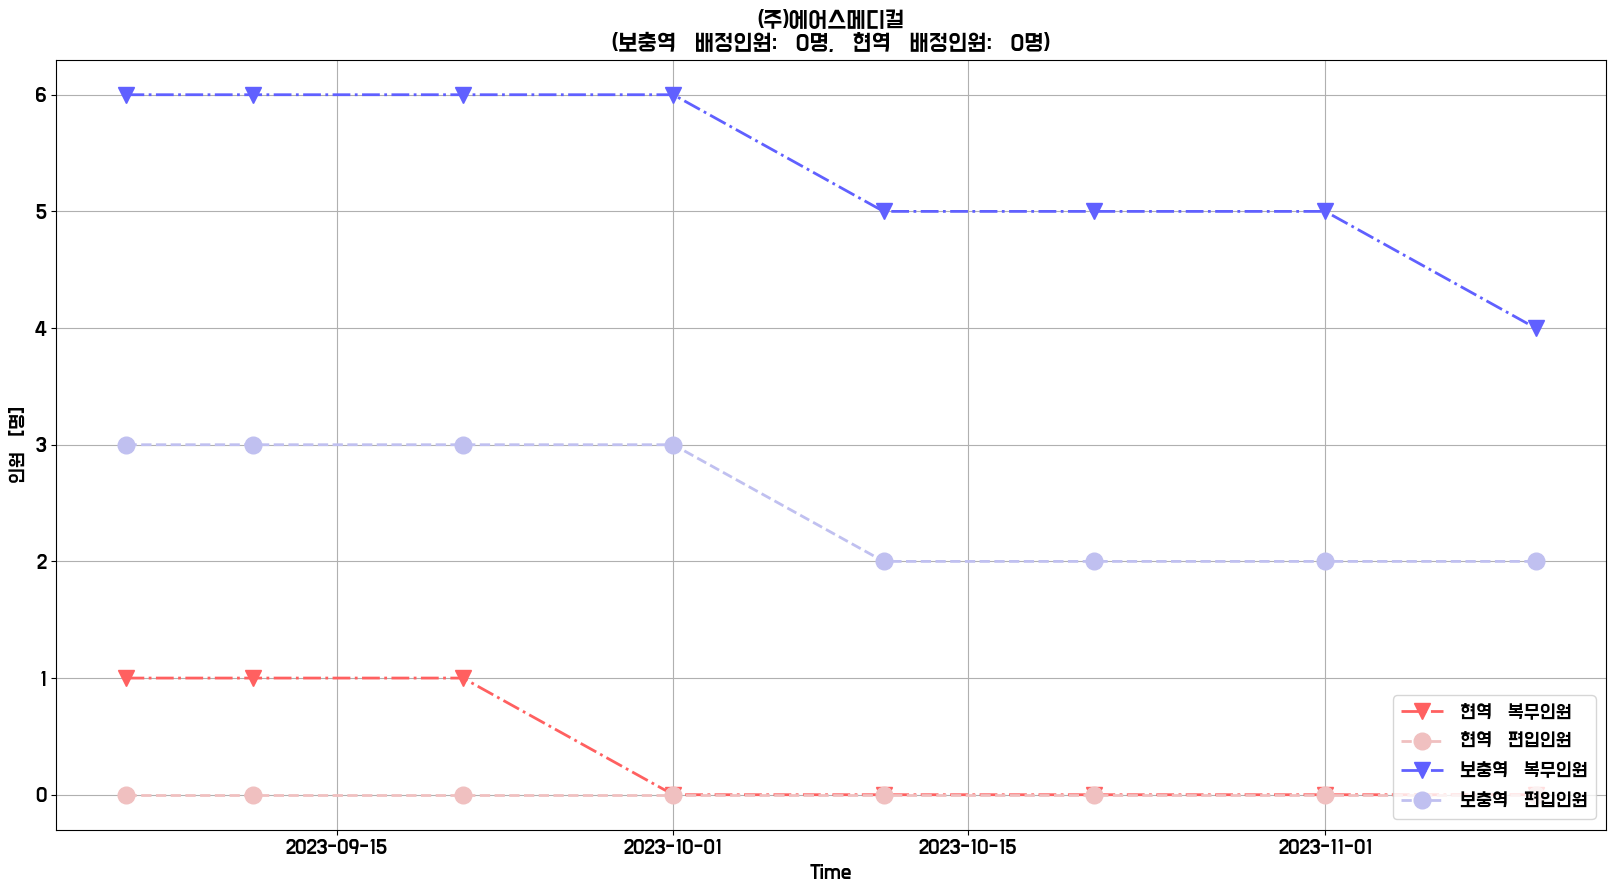 (주)에어스메디컬
(보충역 배정인원: 0명, 현역 배정인원: 0명)
인원 [명]
6
5
4
3
2
1
0
현역 복무인원
현역 편입인원
보충역 복무인원
보충역 편입인원
2023-09-15
2023-10-01
2023-10-15
2023-11-01
Time